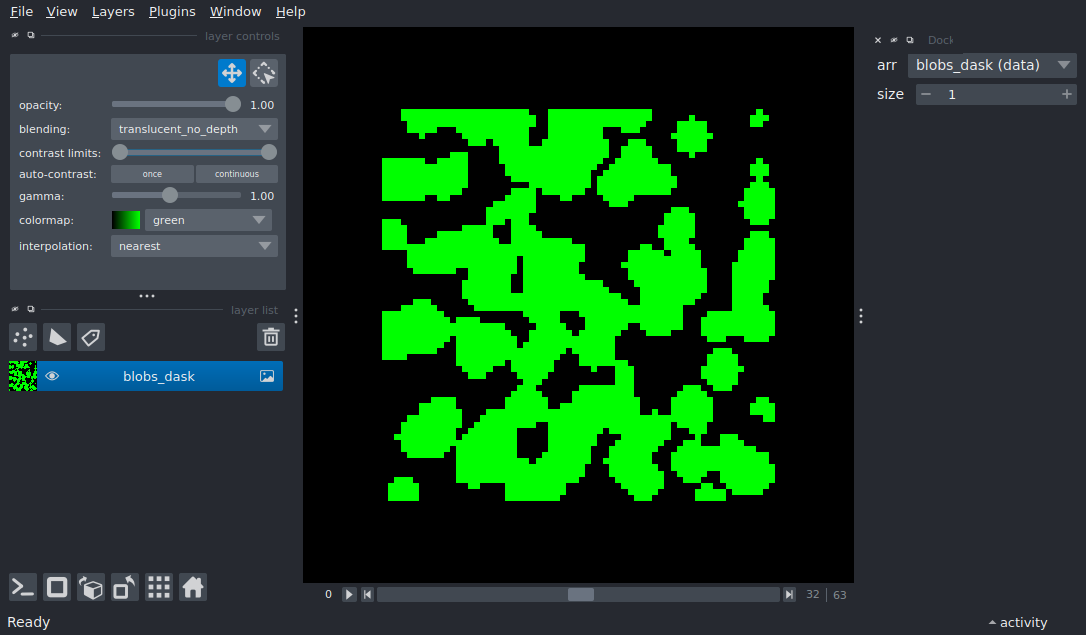 File View Layers Plugins Window Help
layer controls
opacity: 1.00
blending: translucent_no_depth
contrast limits:
auto-contrast: once continuous
gamma: 1.00
colormap: green
interpolation: nearest
layer list
blobs_dask
Dock
arr blobs_dask (data)
size 1
0 32 63
Ready
activity